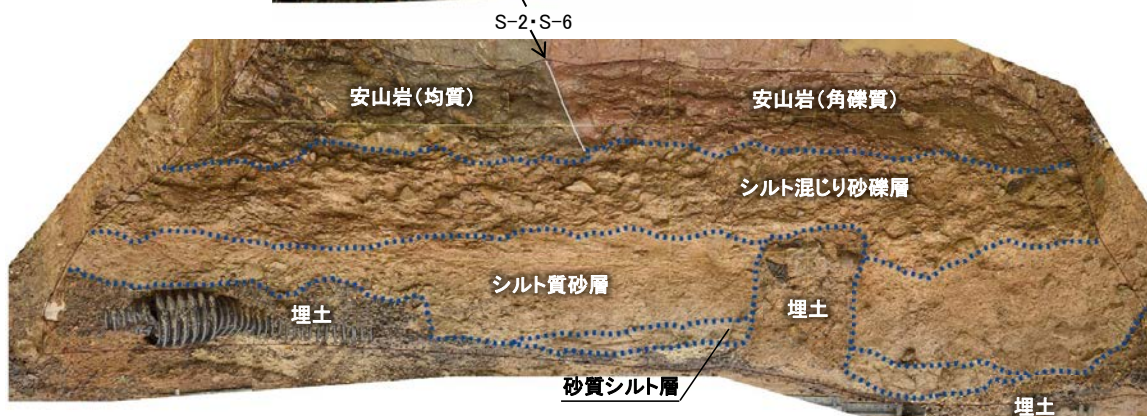 S-2・S-6
安山岩(均質)
安山岩(角礫質)
シルト混じり砂礫層
シルト質砂層
埋土
埋土
砂質シルト層
埋土